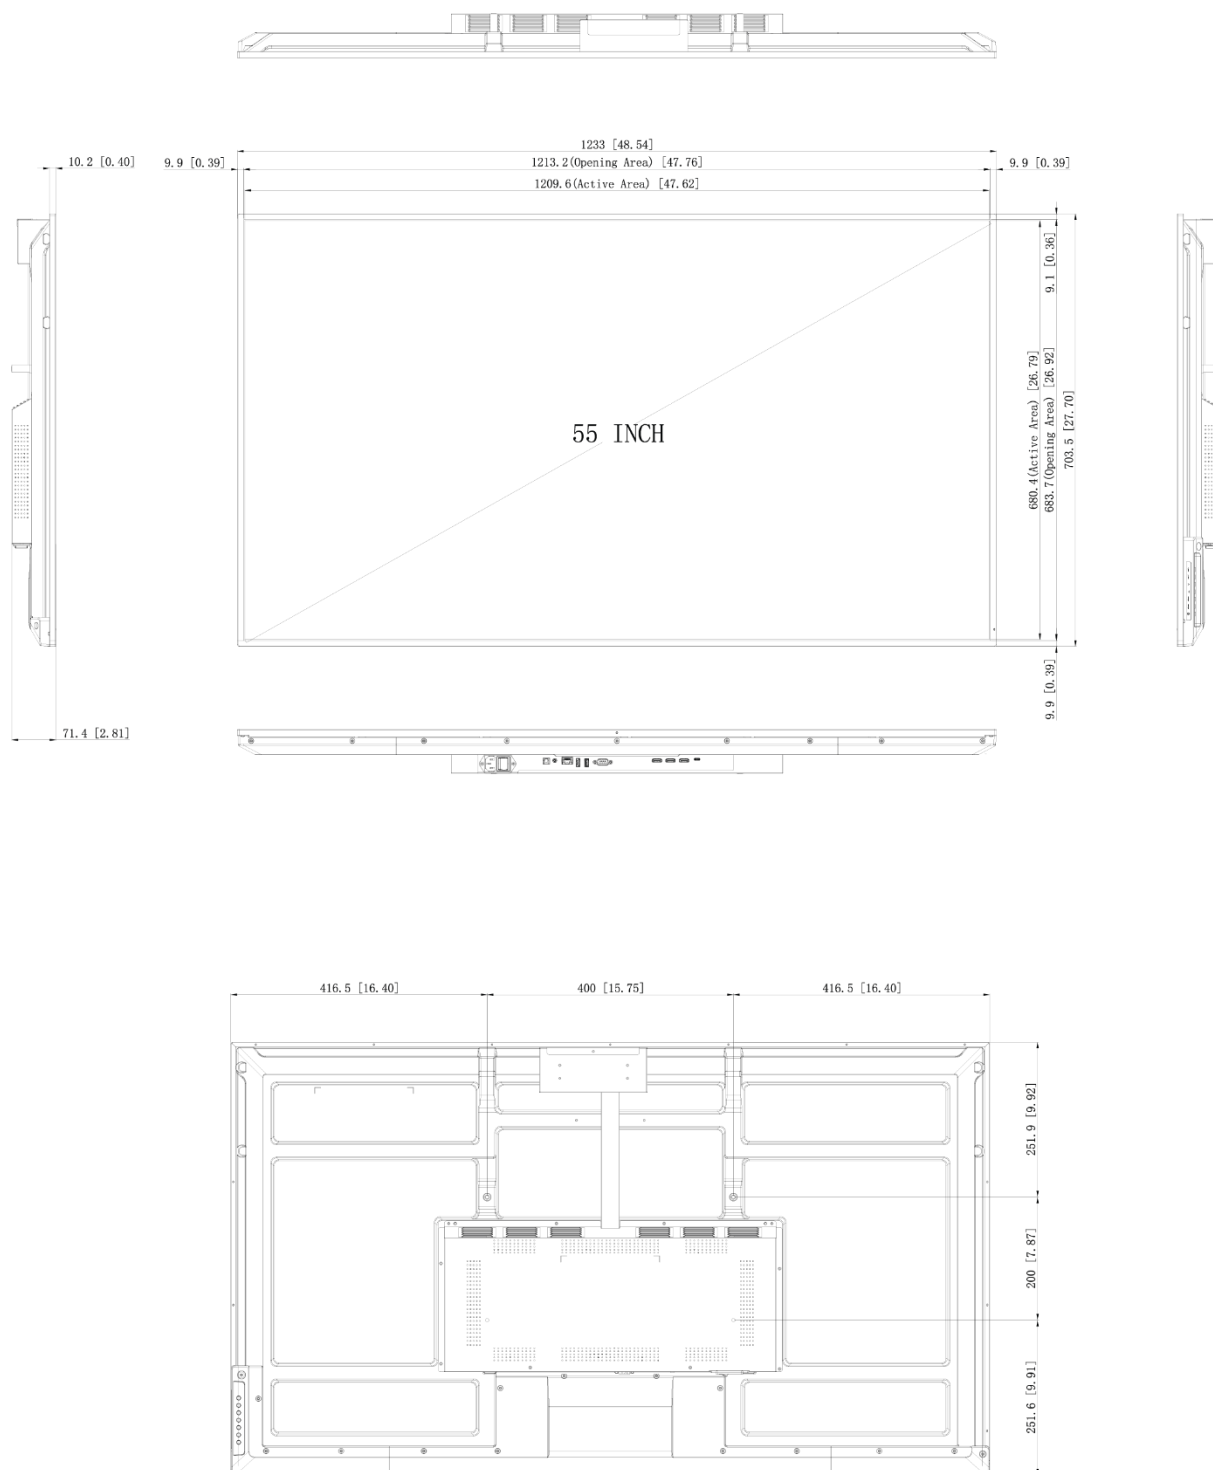 1233 [48.54]
10.2 [0.40]
9.9 [0.39]
1213.2(Opening Area) [47.76]
9.9 [0.39]
1209.6(Active Area) [47.62]
9.1 [0.36]
680.4(Active Area) [26.79]
683.7(Opening Area) [26.92]
703.5 [27.70]
55 INCH
9.9 [0.39]
71.4 [2.81]
416.5 [16.40]
400 [15.75]
416.5 [16.40]
251.9 [9.92]
200 [7.87]
251.6 [9.91]